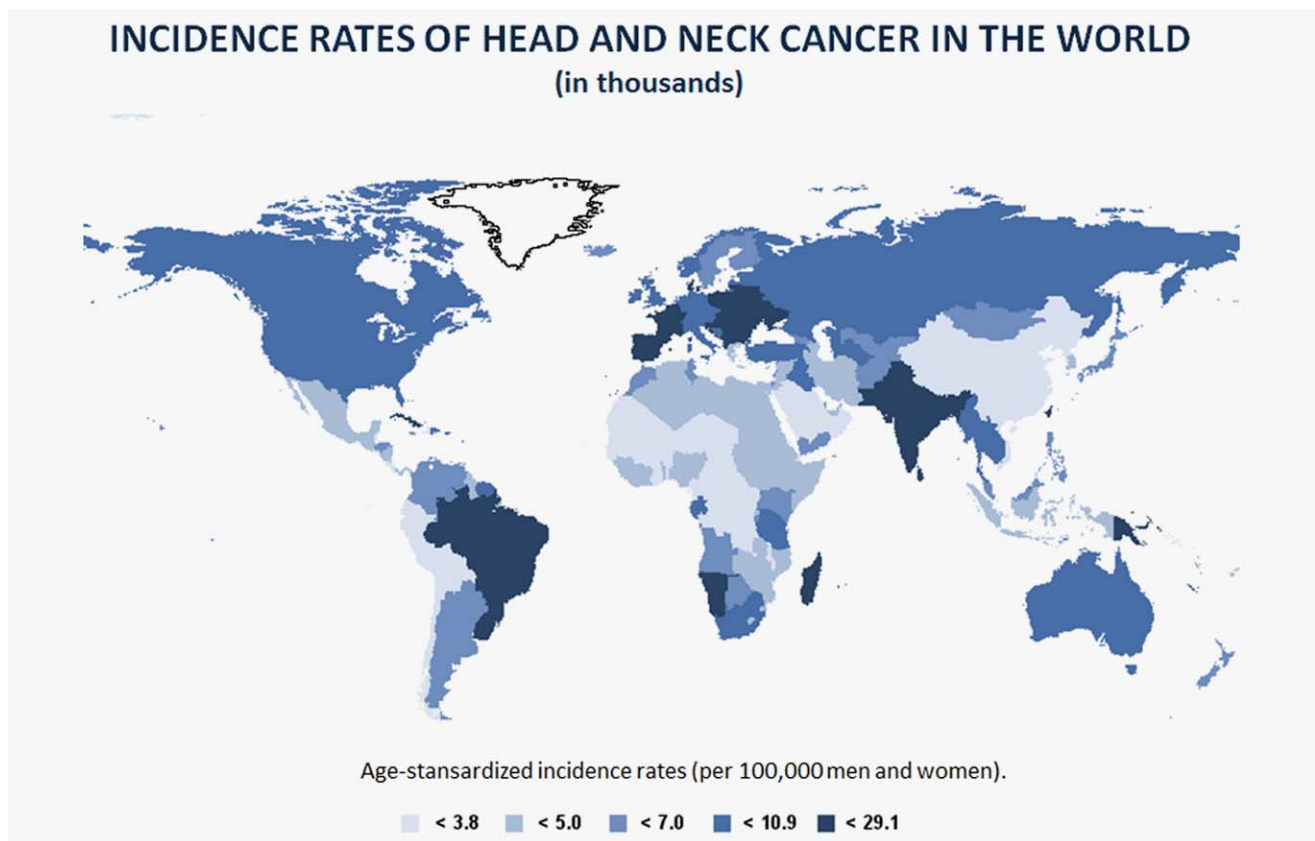 INCIDENCE RATES OF HEAD AND NECK CANCER IN THE WORLD
(in thousands)
Age-stansardized incidence rates (per 100,000 men and women).
< 3.8 < 5.0 < 7.0 < 10.9 < 29.1